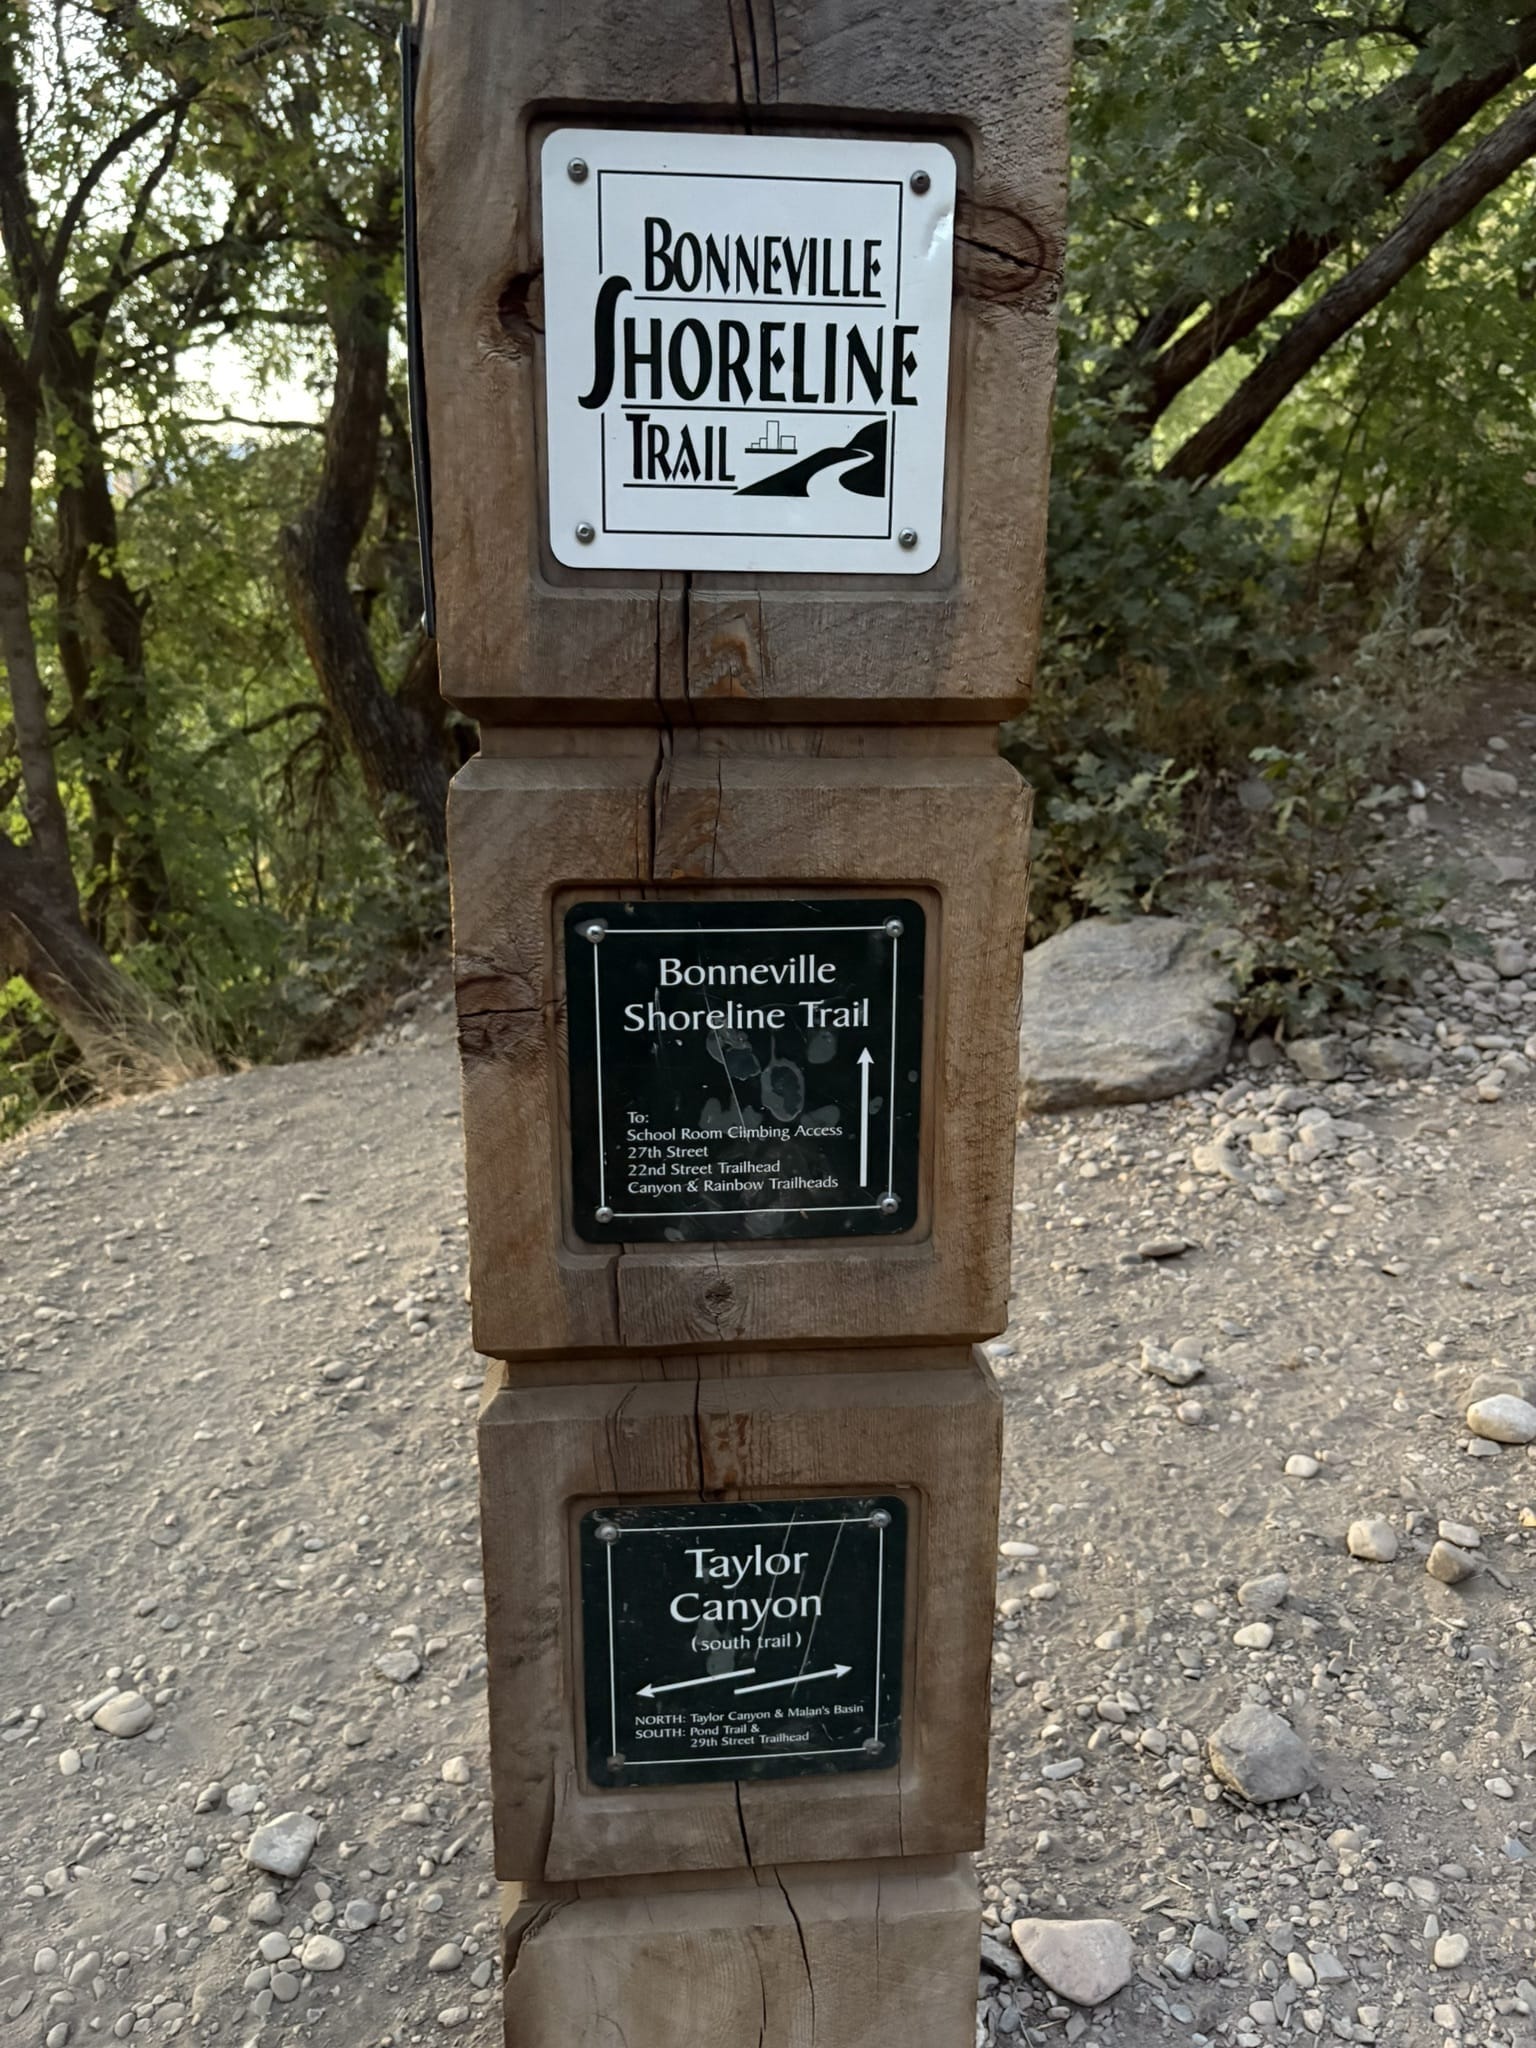 BONNEVILLE
SHORELINE
TRAIL
Bonneville
Shoreline Trail
To:
School Room Climbing Access
27th Street
22nd Street Trailhead
Canyon & Rainbow Trailheads
Taylor
Canyon
(south trail)
NORTH: Taylor Canyon & Malan's Basin
SOUTH: Pond Trail &
29th Street Trailhead